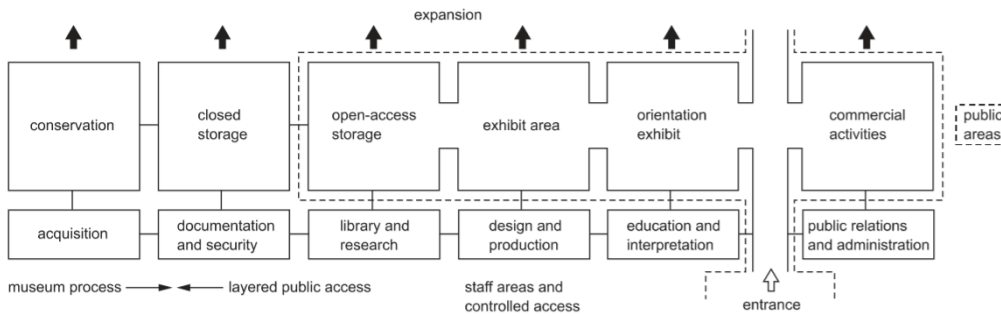 expansion
conservation
closed
storage
open-access
storage
exhibit area
orientation
exhibit
commercial
activities
public
areas
acquisition
documentation
and security
library and
research
design and
production
education and
interpretation
public relations
and administration
museum process
layered public access
staff areas and
controlled access
entrance